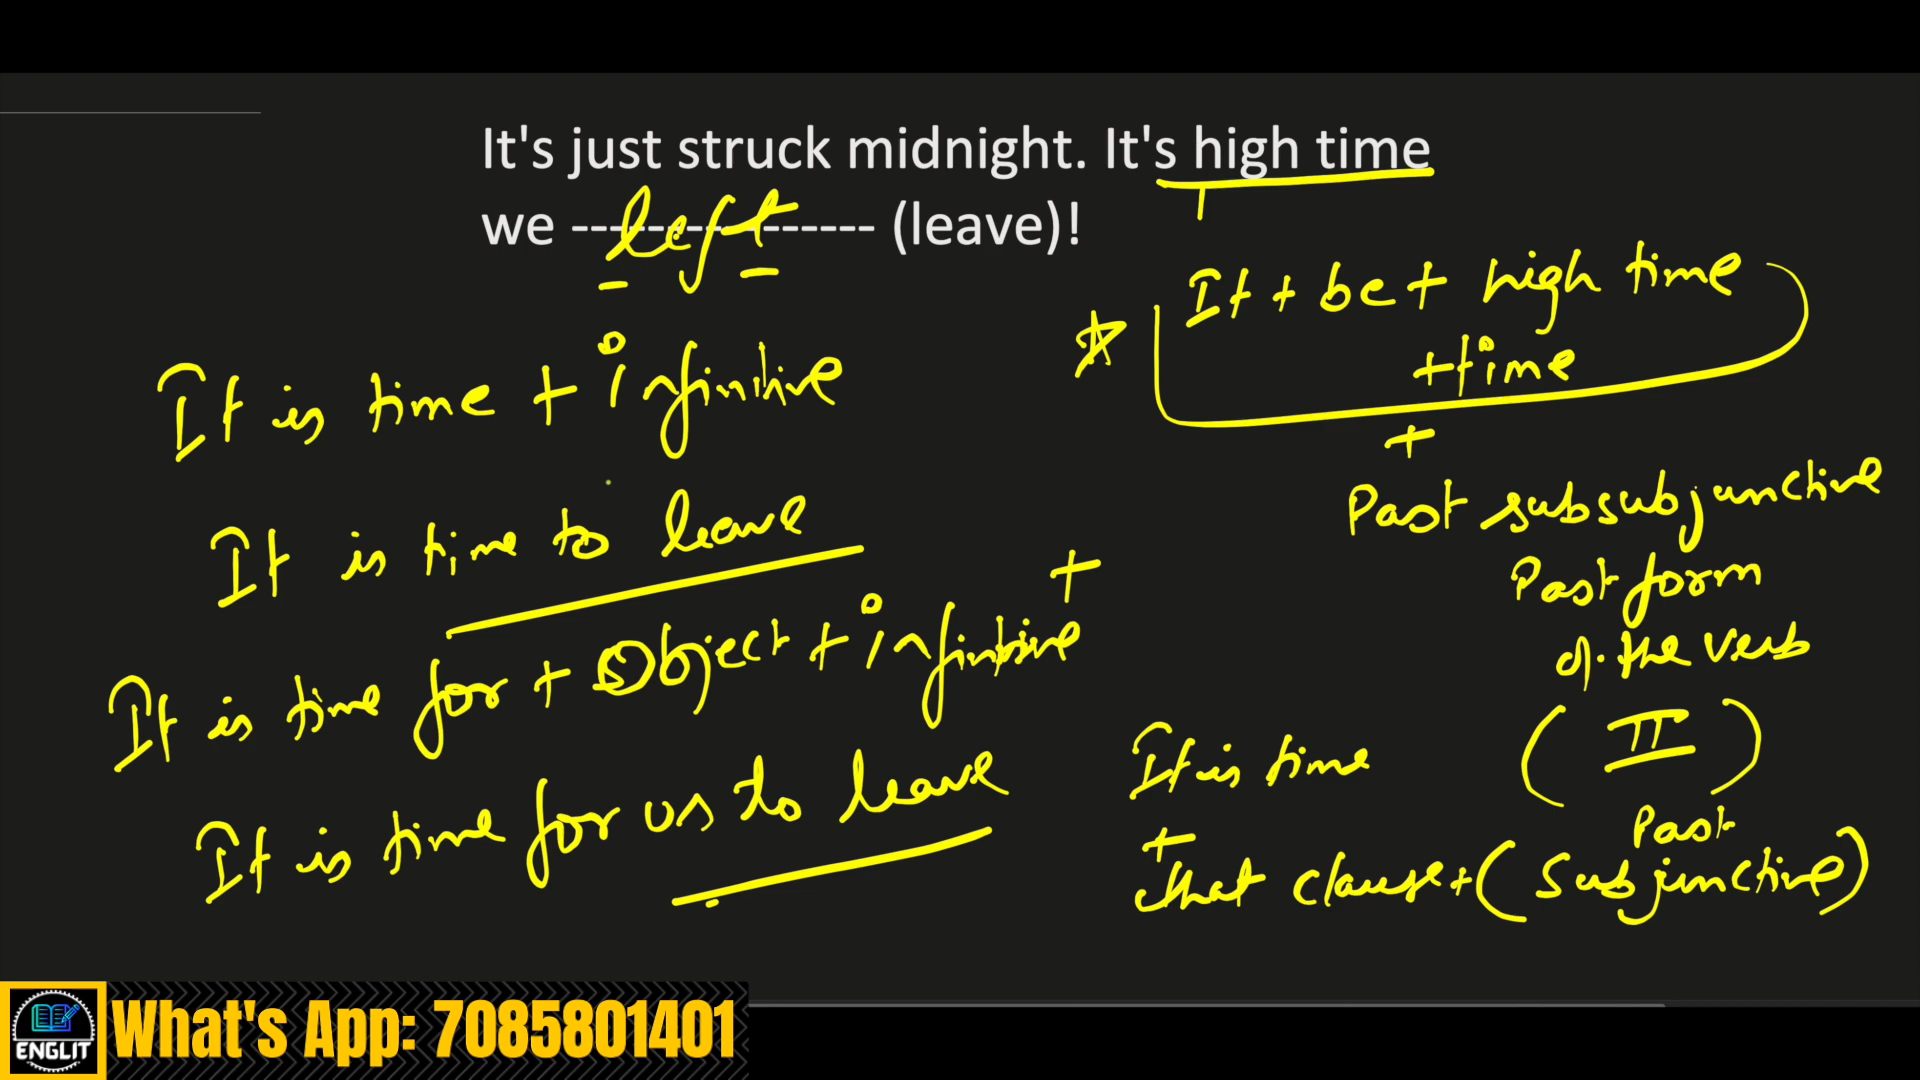 It's just struck midnight. It's high time
we ---------------- (leave)!
left
It + be + high time
+time
+
Past subsubjunctive
Past form
of the verb
(II)
It is time + infinitive
It is time to leave
It is time for + Object + infinitive
+
It is time for us to leave
It is time
+
that clause + (Past Subjunctive)
What's App: 7085801401
ENGLIT